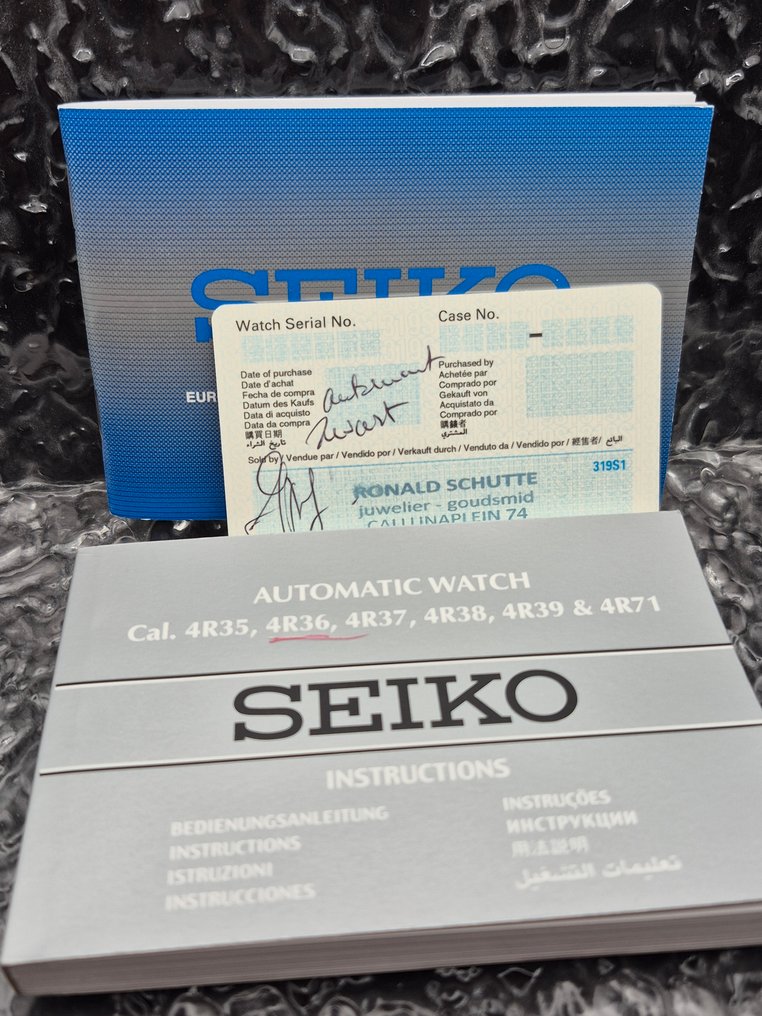 SEIKO
EUR
Watch Serial No.
Case No.
–
Date of purchase
Date d'achat
Fecha de compra
Datum des Kaufs
Data di acquisto
Data da compra
購買日期
تاريخ الشراء
zwart
Purchased by
Achetée par
Comprado por
Gekauft von
Acquistato da
Comprado por
購錶者
المشتري
Sold by / Vendue par / Vendido por / Verkauft durch / Venduto da / Vendido por / 經售者/ البائع
319S1
RONALD SCHUTTE
juwelier - goudsmid
CALLUNAPLEIN 74
AUTOMATIC WATCH
Cal. 4R35, 4R36, 4R37, 4R38, 4R39 & 4R71
SEIKO
INSTRUCTIONS
BEDIENUNGSANLEITUNG
INSTRUCTIONS
ISTRUZIONI
INSTRUCCIONES
INSTRUÇÕES
ИНСТРУКЦИИ
用法説明
تعليمات التشغيل